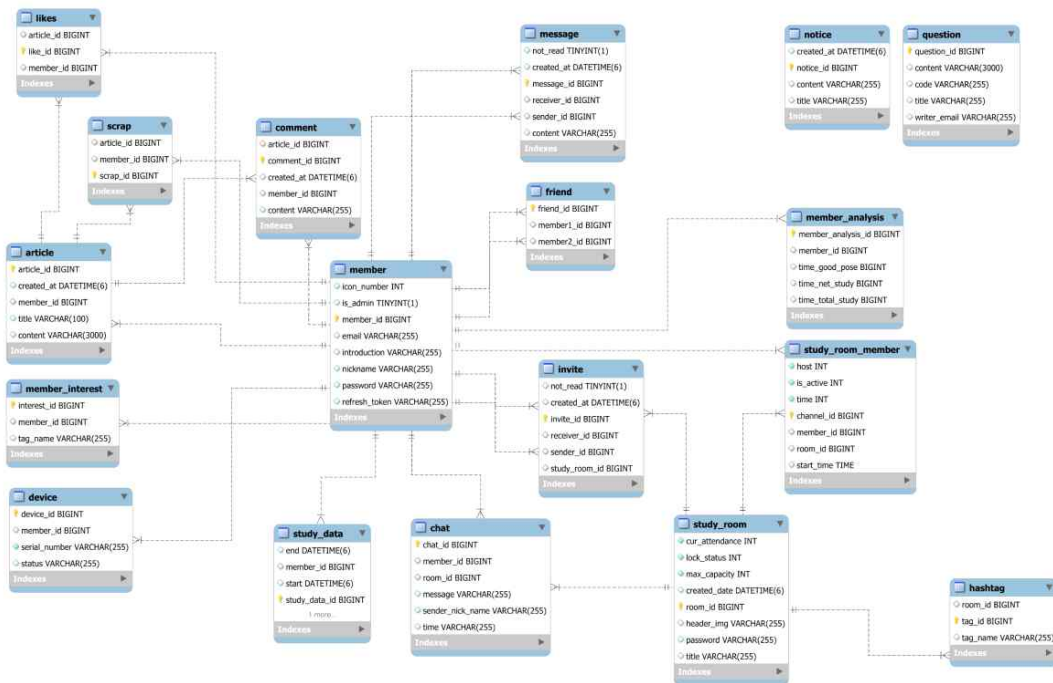 likes
article_id BIGINT
like_id BIGINT
member_id BIGINT
Indexes
scrap
article_id BIGINT
member_id BIGINT
scrap_id BIGINT
Indexes
comment
article_id BIGINT
comment_id BIGINT
created_at DATETIME(6)
member_id BIGINT
content VARCHAR(255)
Indexes
message
not_read TINYINT(1)
created_at DATETIME(6)
message_id BIGINT
receiver_id BIGINT
sender_id BIGINT
content VARCHAR(255)
Indexes
notice
created_at DATETIME(6)
notice_id BIGINT
content VARCHAR(255)
title VARCHAR(255)
Indexes
question
question_id BIGINT
content VARCHAR(3000)
code VARCHAR(255)
title VARCHAR(255)
writer_email VARCHAR(255)
Indexes
friend
friend_id BIGINT
member1_id BIGINT
member2_id BIGINT
Indexes
member_analysis
member_analysis_id BIGINT
member_id BIGINT
time_good_pose BIGINT
time_net_study BIGINT
time_total_study BIGINT
Indexes
article
article_id BIGINT
created_at DATETIME(6)
member_id BIGINT
title VARCHAR(100)
content VARCHAR(3000)
Indexes
member
icon_number INT
is_admin TINYINT(1)
member_id BIGINT
email VARCHAR(255)
introduction VARCHAR(255)
nickname VARCHAR(255)
password VARCHAR(255)
refresh_token VARCHAR(255)
Indexes
study_room_member
host INT
is_active INT
time INT
channel_id BIGINT
member_id BIGINT
room_id BIGINT
start_time TIME
Indexes
member_interest
interest_id BIGINT
member_id BIGINT
tag_name VARCHAR(255)
Indexes
invite
not_read TINYINT(1)
created_at DATETIME(6)
invite_id BIGINT
receiver_id BIGINT
sender_id BIGINT
study_room_id BIGINT
Indexes
device
device_id BIGINT
member_id BIGINT
serial_number VARCHAR(255)
status VARCHAR(255)
Indexes
study_data
end DATETIME(6)
member_id BIGINT
start DATETIME(6)
study_data_id BIGINT
1 more...
Indexes
chat
chat_id BIGINT
member_id BIGINT
room_id BIGINT
message VARCHAR(255)
sender_nick_name VARCHAR(255)
time VARCHAR(255)
Indexes
study_room
cur_attendance INT
lock_status INT
max_capacity INT
created_date DATETIME(6)
room_id BIGINT
header_img VARCHAR(255)
password VARCHAR(255)
title VARCHAR(255)
Indexes
hashtag
room_id BIGINT
tag_id BIGINT
tag_name VARCHAR(255)
Indexes